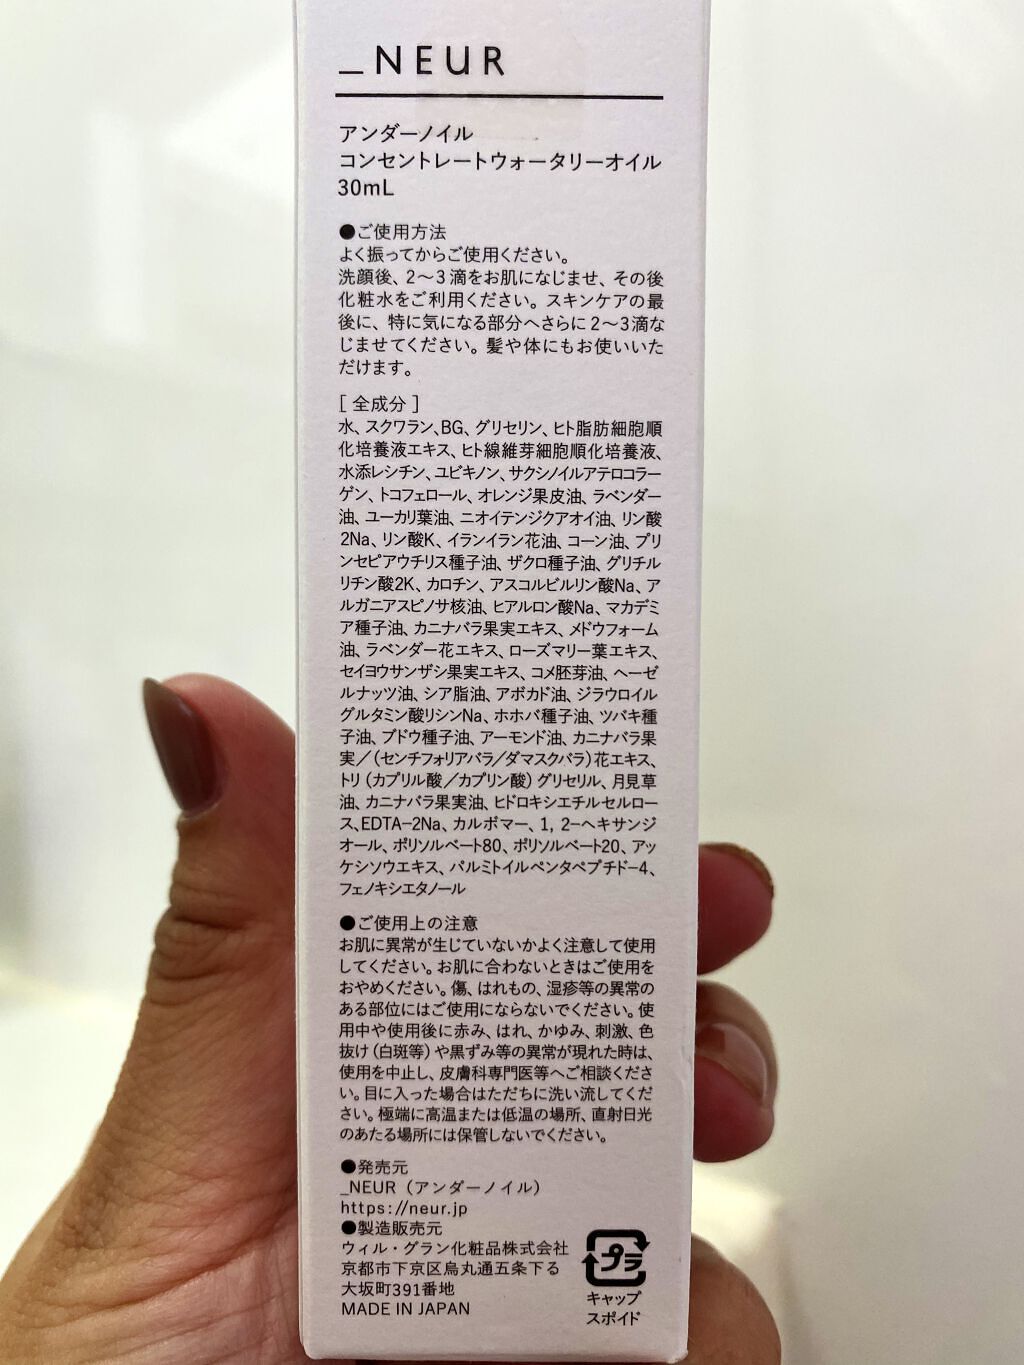 _NEUR
アンダーノイル
コンセントレートウォータリーオイル
30mL
●ご使用方法
よく振ってからご使用ください。
洗顔後、2〜3滴をお肌になじませ、その後
化粧水をご利用ください。スキンケアの最
後に、特に気になる部分へさらに2〜3滴な
じませてください。髪や体にもお使いいた
だけます。
[ 全成分 ]
水、スクワラン、BG、グリセリン、ヒト脂肪細胞順
化培養液エキス、ヒト線維芽細胞順化培養液、
水添レシチン、ユビキノン、サクシノイルアテロコラー
ゲン、トコフェロール、オレンジ果皮油、ラベンダー
油、ユーカリ葉油、ニオイテンジクアオイ油、リン酸
2Na、リン酸K、イランイラン花油、コーン油、プリ
ンセピアウチリス種子油、ザクロ種子油、グリチル
リチン酸2K、カロチン、アスコルビルリン酸Na、ア
ルガニアスピノサ核油、ヒアルロン酸Na、マカデミ
ア種子油、カニナバラ果実エキス、メドウフォーム
油、ラベンダー花エキス、ローズマリー葉エキス、
セイヨウサンザシ果実エキス、コメ胚芽油、ヘーゼ
ルナッツ油、シア脂油、アボカド油、ジラウロイル
グルタミン酸リシンNa、ホホバ種子油、ツバキ種
子油、ブドウ種子油、アーモンド油、カニナバラ果
実／（センチフォリアバラ／ダマスクバラ）花エキス、
トリ（カプリル酸／カプリン酸）グリセリル、月見草
油、カニナバラ果実油、ヒドロキシエチルセルロー
ス、EDTA−2Na、カルボマー、1, 2−ヘキサンジ
オール、ポリソルベート80、ポリソルベート20、アッ
ケシソウエキス、パルミトイルペンタペプチド−4、
フェノキシエタノール
●ご使用上の注意
お肌に異常が生じていないかよく注意して使用
してください。お肌に合わないときはご使用を
おやめください。傷、はれもの、湿疹等の異常の
ある部位にはご使用にならないでください。使
用中や使用後に赤み、はれ、かゆみ、刺激、色
抜け（白斑等）や黒ずみ等の異常が現れた時は、
使用を中止し、皮膚科専門医等へご相談くださ
い。目に入った場合はただちに洗い流してくだ
さい。極端に高温または低温の場所、直射日光
のあたる場所には保管しないでください。
●発売元
_NEUR（アンダーノイル）
https://neur.jp
●製造販売元
ウィル・グラン化粧品株式会社
京都市下京区烏丸通五条下る
大坂町391番地
MADE IN JAPAN
プラ
キャップ
スポイド